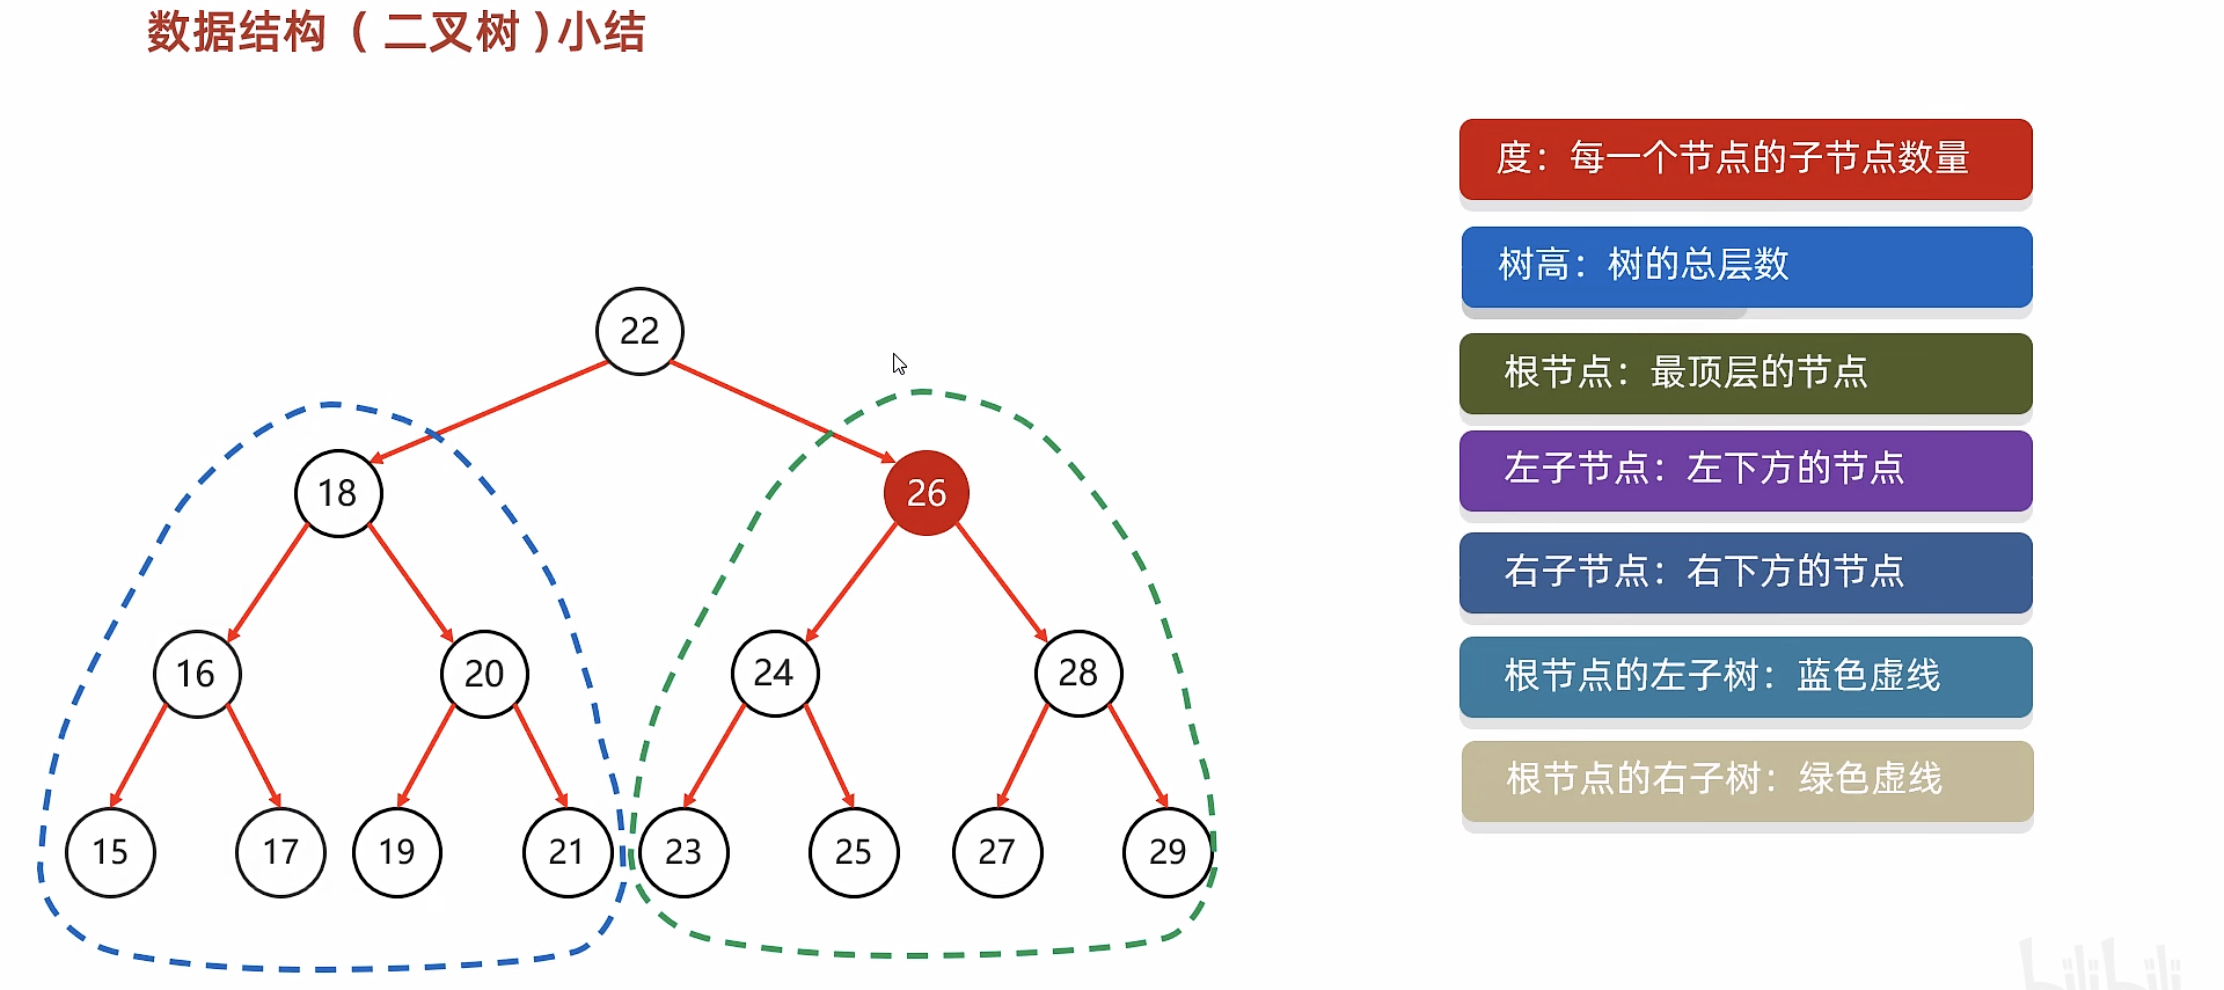 数据结构（二叉树)小结
度：每一个节点的子节点数量
树高：树的总层数
根节点：最顶层的节点
左子节点：左下方的节点
右子节点：右下方的节点
根节点的左子树：蓝色虚线
根节点的右子树：绿色虚线
22
18 26
16 20 24 28
15 17 19 21 23 25 27 29
bilibili